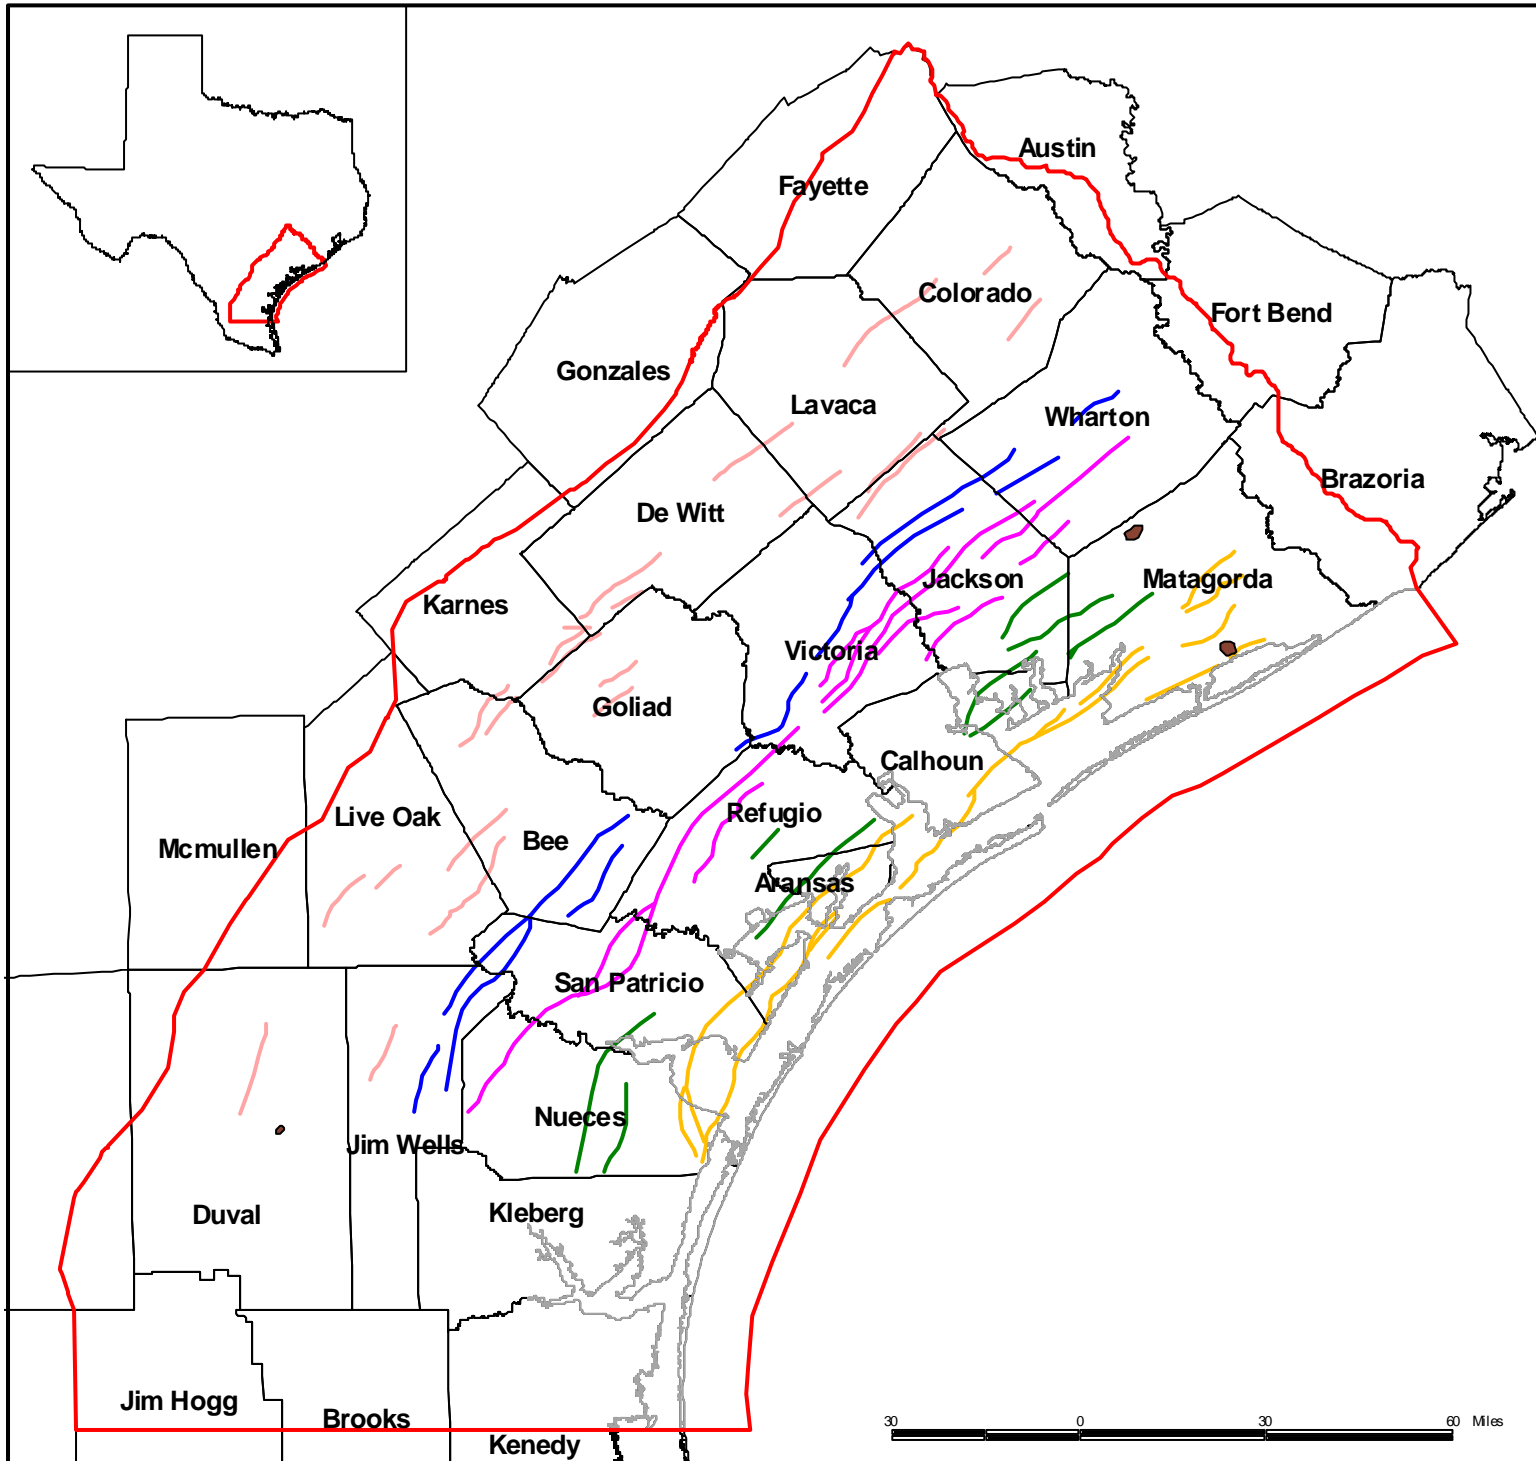 Austin
Fayette
Colorado
Fort Bend
Gonzales
Lavaca
Wharton
Brazoria
De Witt
Jackson
Matagorda
Karnes
Victoria
Goliad
Calhoun
Live Oak
Refugio
Bee
Mcmullen
Aransas
San Patricio
Nueces
Jim Wells
Duval
Kleberg
Jim Hogg
Brooks
Kenedy
30 0 30 60 Miles